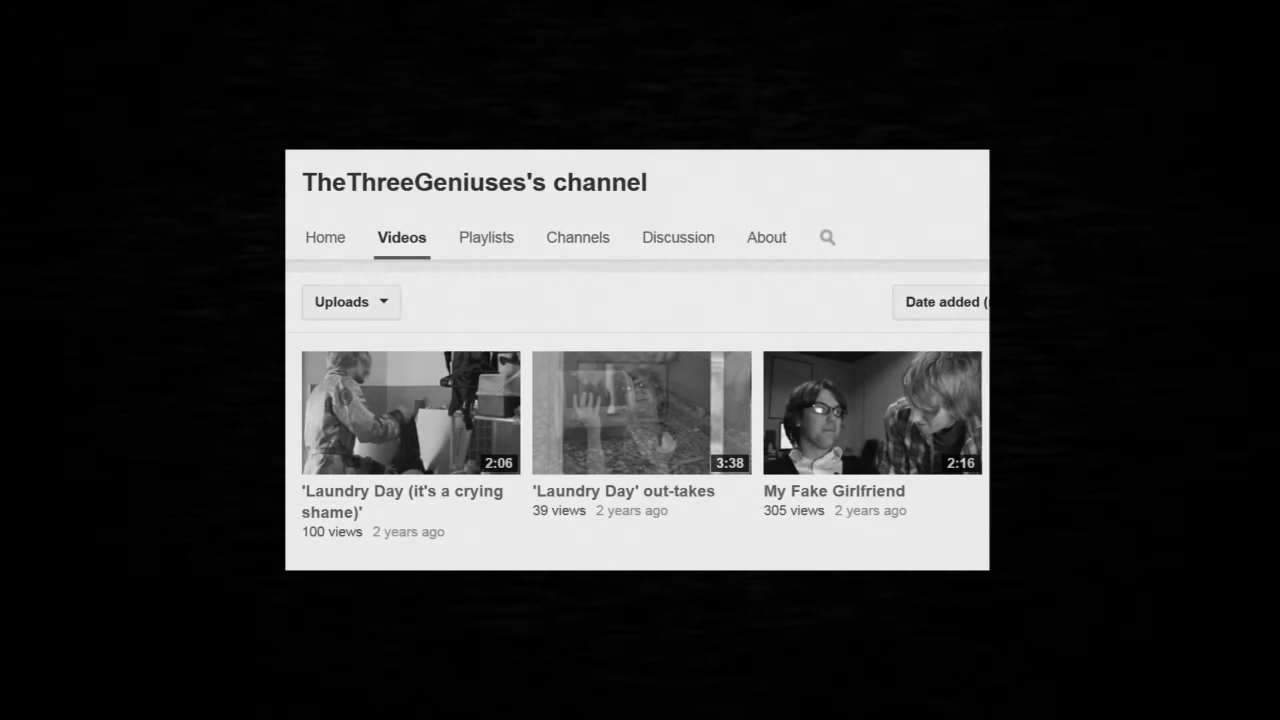 TheThreeGeniuses's channel
Home Videos Playlists Channels Discussion About
Uploads Date added (
2:06 3:38 2:16
'Laundry Day (it's a crying shame)' 'Laundry Day' out-takes My Fake Girlfriend
100 views 2 years ago 39 views 2 years ago 305 views 2 years ago